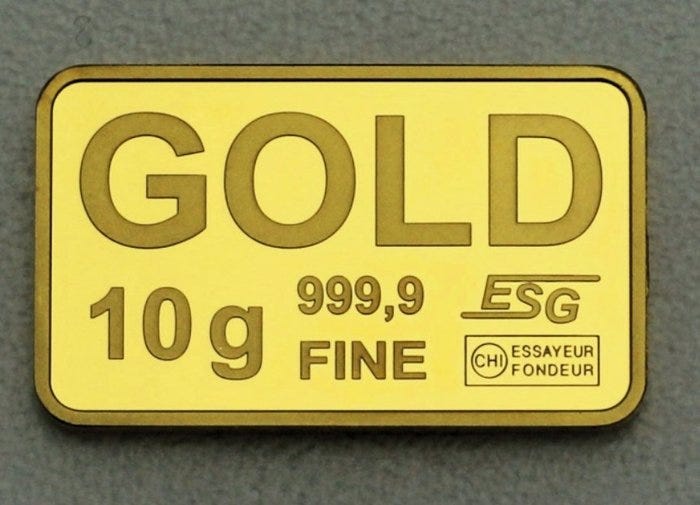 GOLD
10 g
999,9
FINE
ESG
CHI
ESSAYEUR
FONDEUR